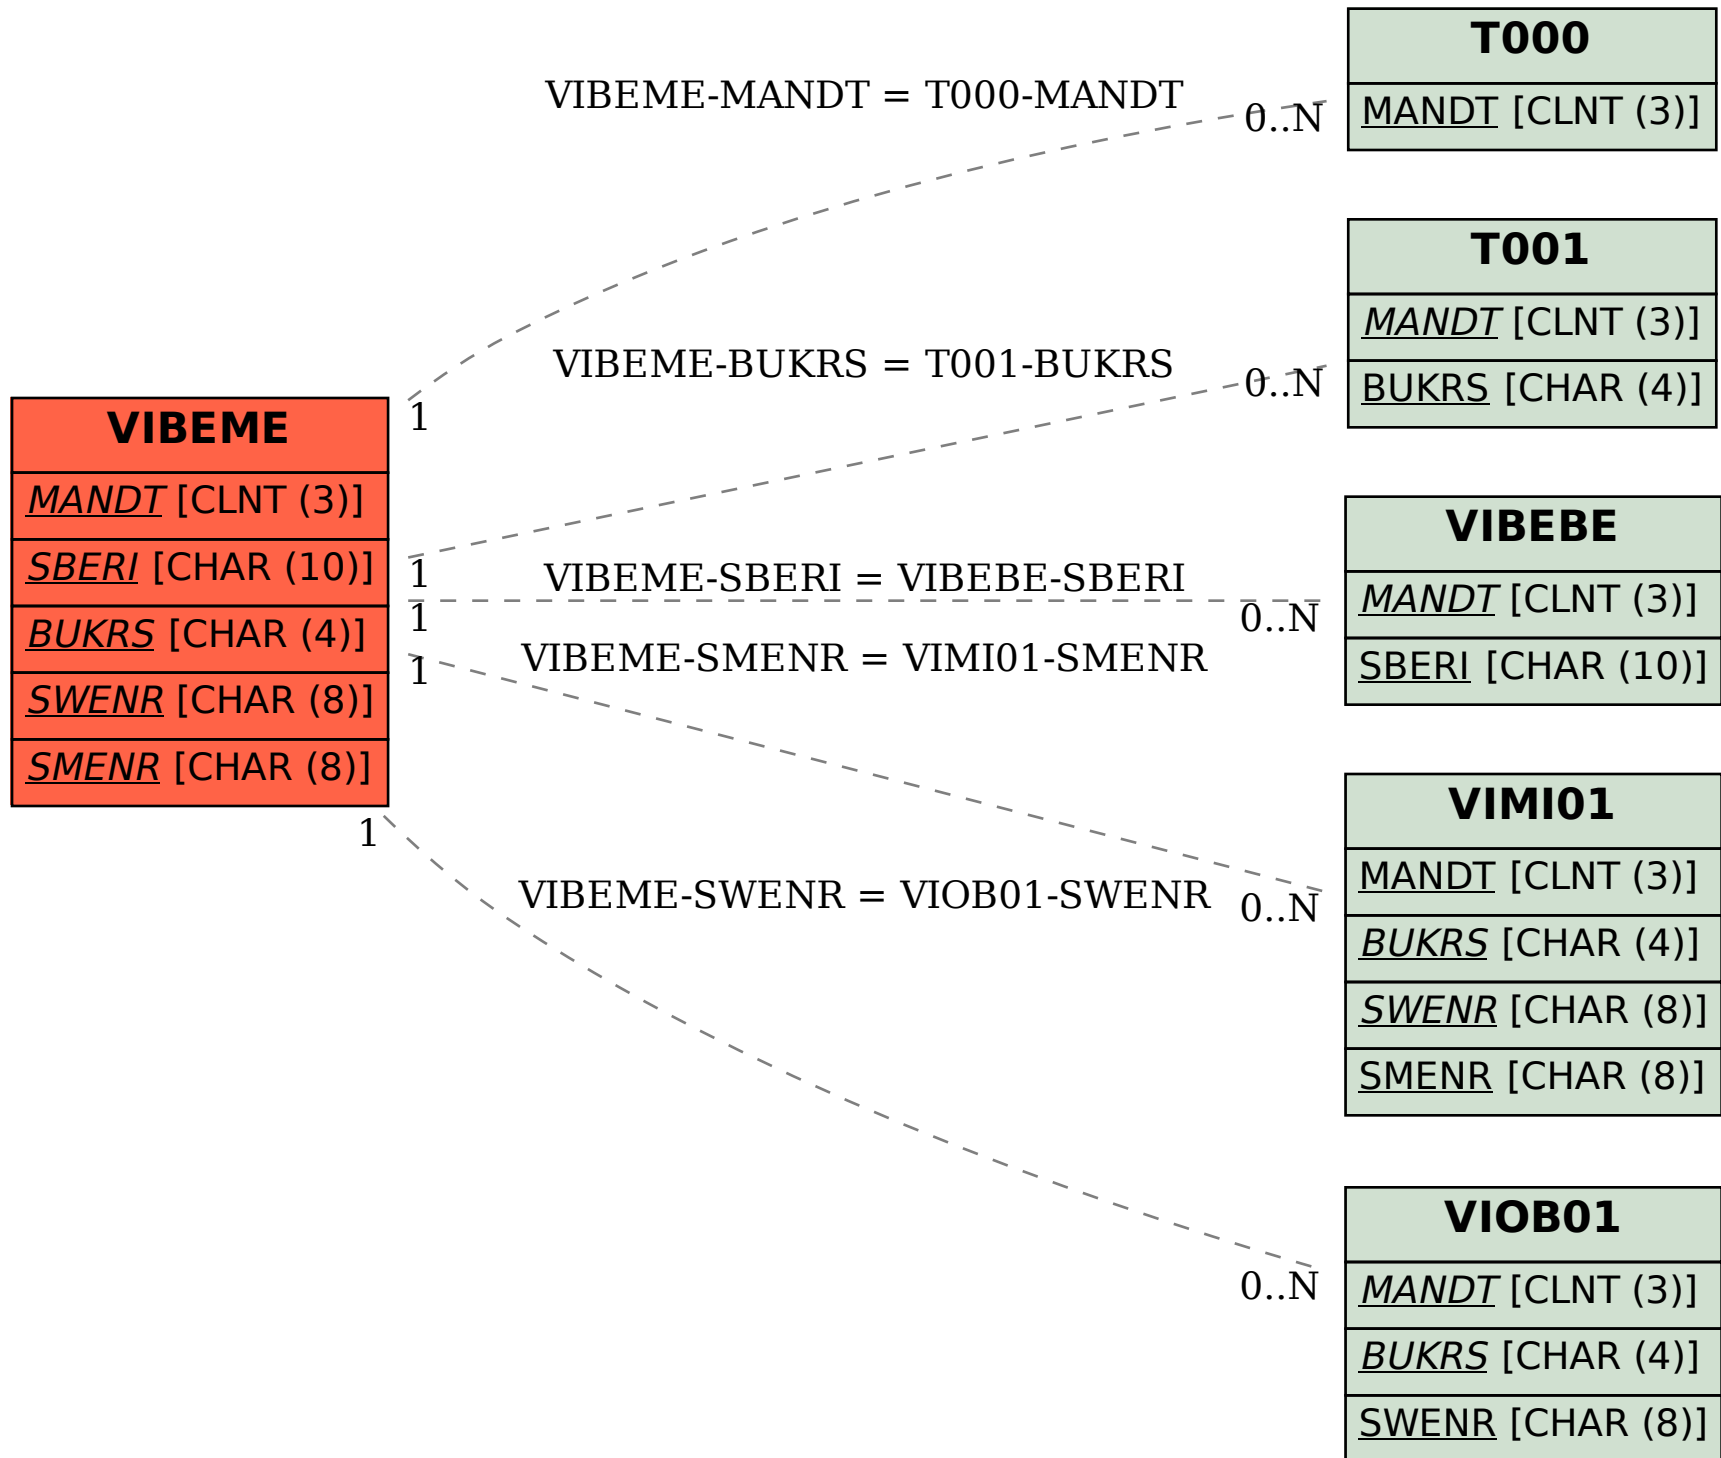 T000
MANDT [CLNT (3)]
VIBEME-MANDT = T000-MANDT
0..N
T001
MANDT [CLNT (3)]
BUKRS [CHAR (4)]
VIBEME-BUKRS = T001-BUKRS
0..N
1
VIBEME
MANDT [CLNT (3)]
SBERI [CHAR (10)]
BUKRS [CHAR (4)]
SWENR [CHAR (8)]
SMENR [CHAR (8)]
1
VIBEME-SBERI = VIBEBE-SBERI
1
0..N
1
VIBEME-SMENR = VIMI01-SMENR
VIBEBE
MANDT [CLNT (3)]
SBERI [CHAR (10)]
1
VIBEME-SWENR = VIOB01-SWENR
0..N
VIMI01
MANDT [CLNT (3)]
BUKRS [CHAR (4)]
SWENR [CHAR (8)]
SMENR [CHAR (8)]
0..N
VIOB01
MANDT [CLNT (3)]
BUKRS [CHAR (4)]
SWENR [CHAR (8)]